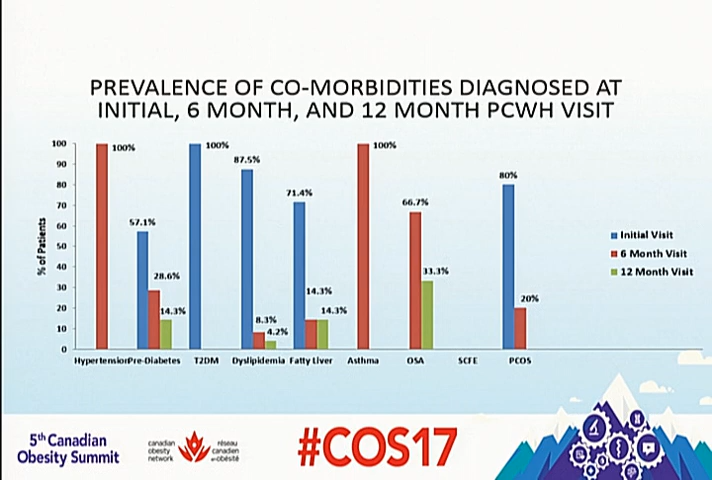 PREVALENCE OF CO-MORBIDITIES DIAGNOSED AT
INITIAL, 6 MONTH, AND 12 MONTH PCWH VISIT
% of Patients
100
90
80
70
60
50
40
30
20
10
0
100%
57.1%
28.6%
14.3%
100%
87.5%
8.3%
4.2%
71.4%
14.3%
14.3%
100%
66.7%
33.3%
80%
20%
Hypertension Pre-Diabetes T2DM Dyslipidemia Fatty Liver Asthma OSA SCFE PCOS
Initial Visit
6 Month Visit
12 Month Visit
5th Canadian
Obesity Summit
canadian
obesity
network
réseau
canadien
en obésité
#COS17